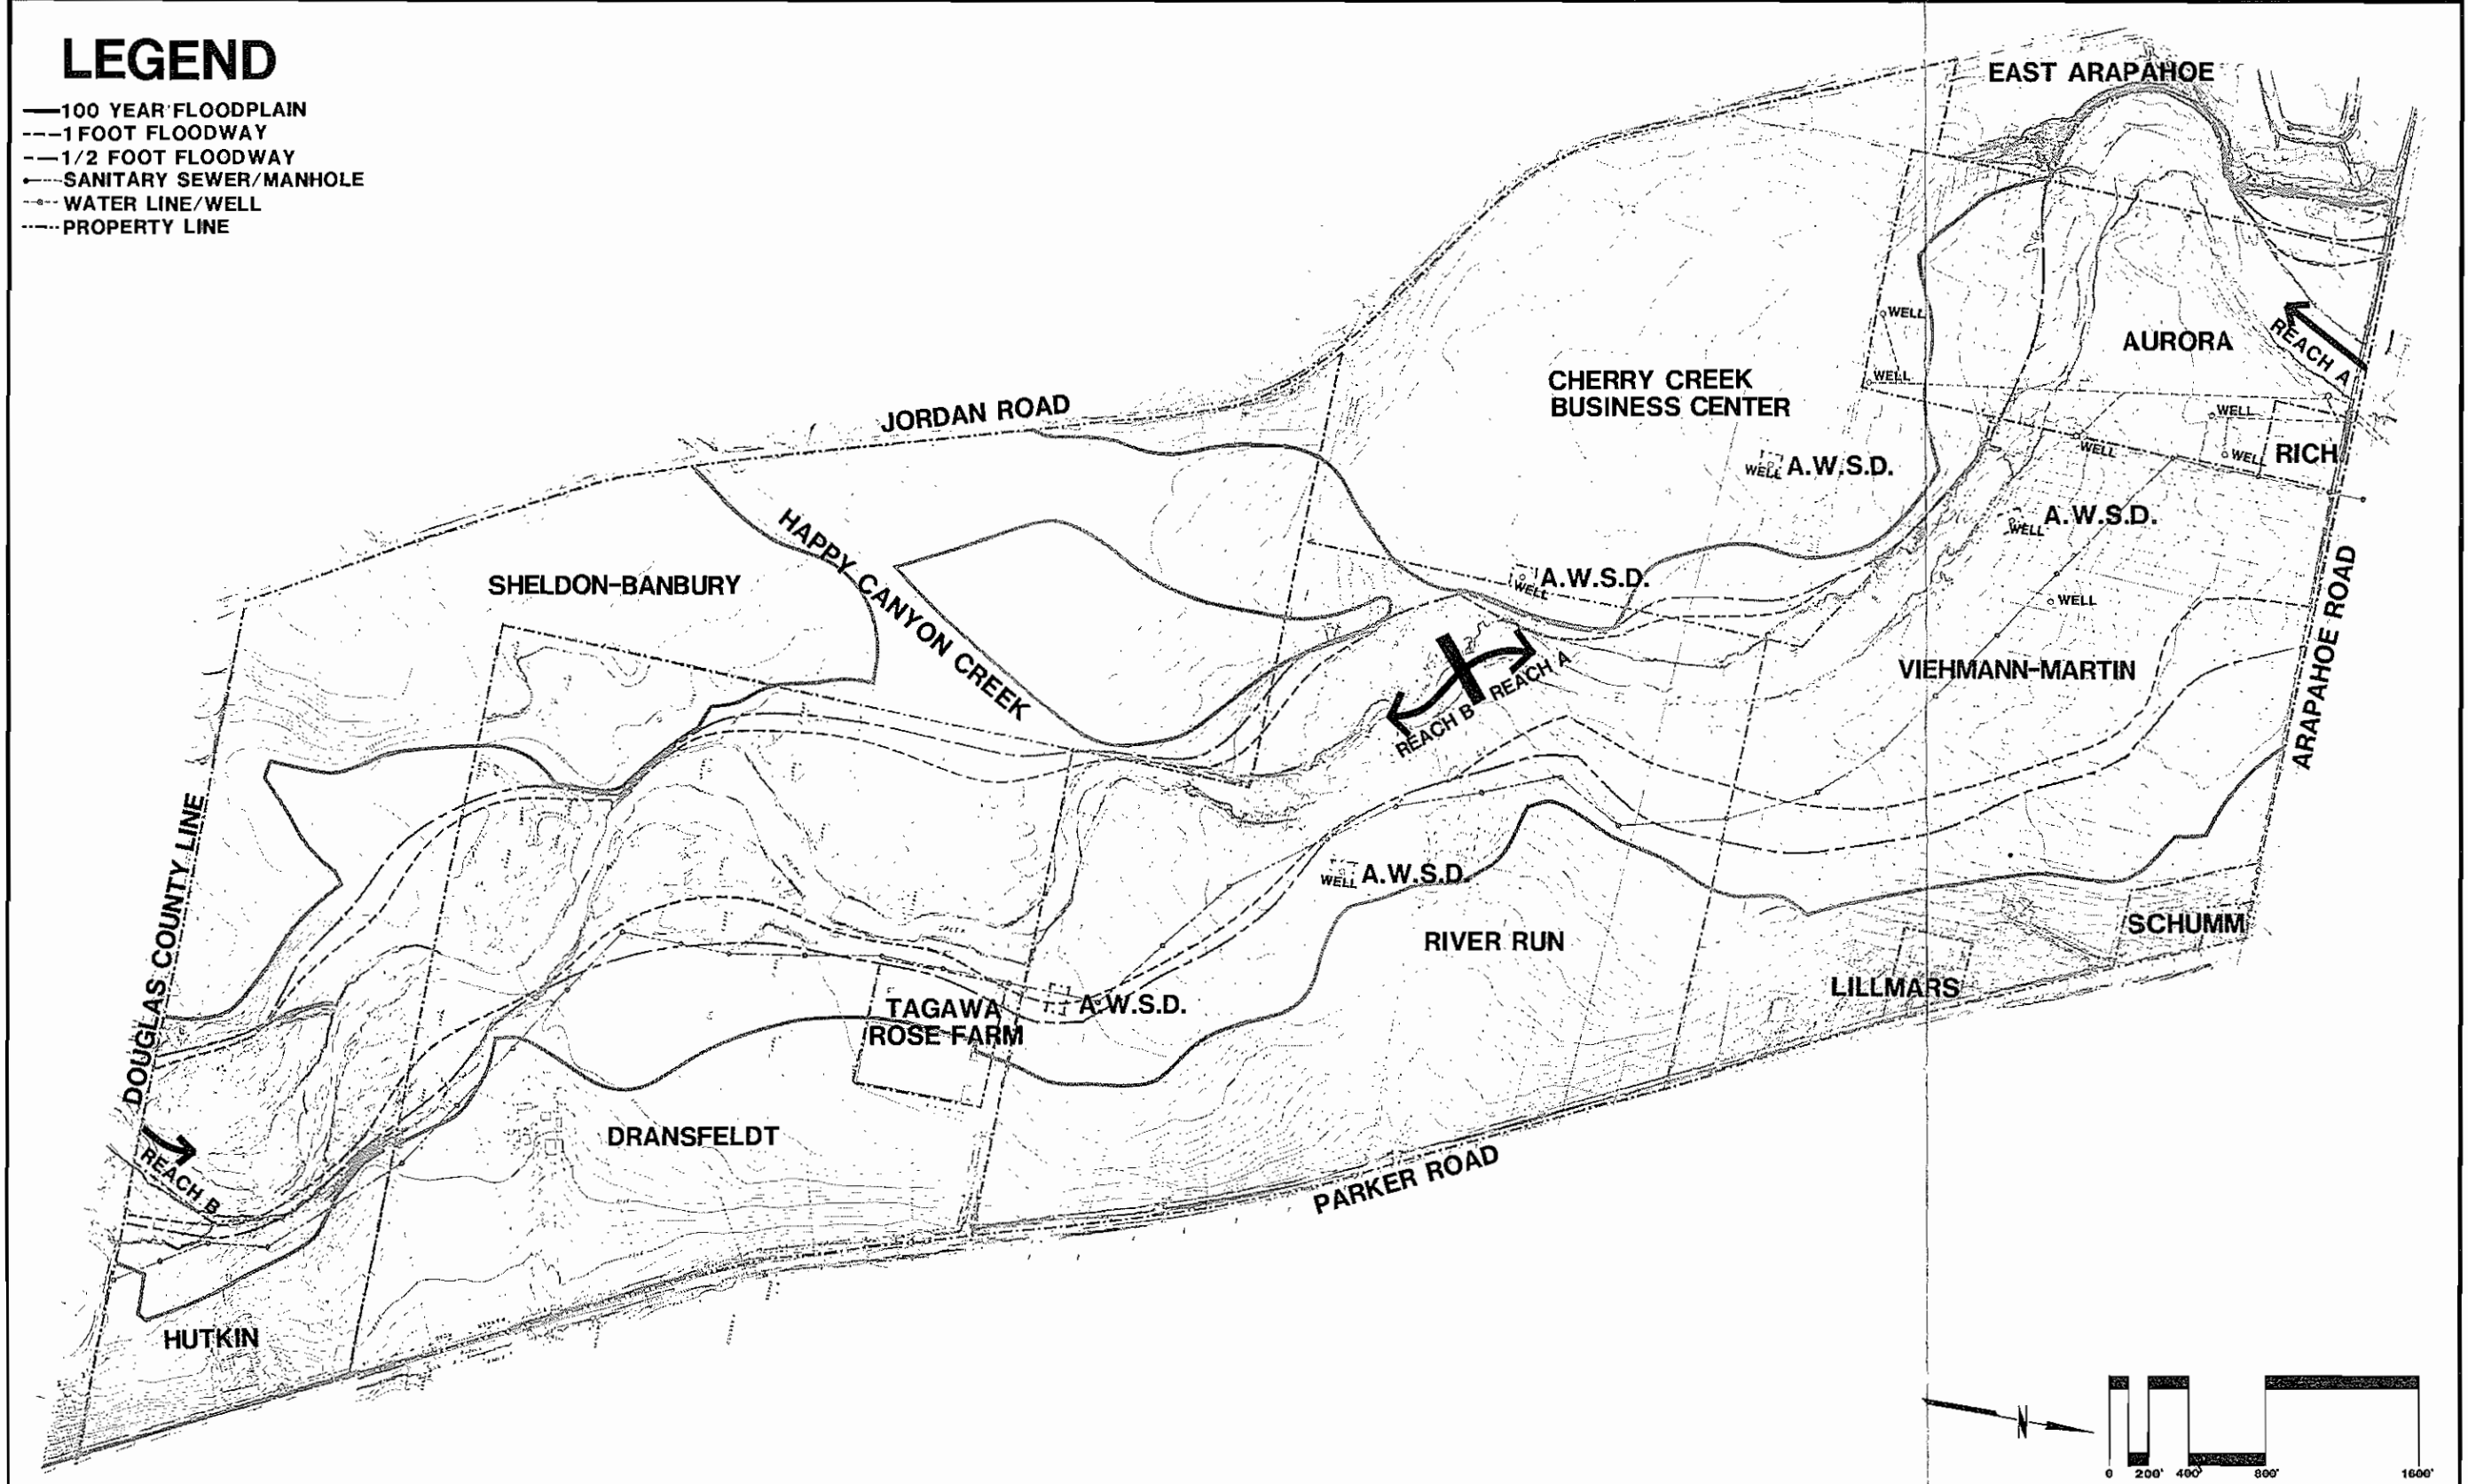 LEGEND
100 YEAR FLOODPLAIN
1 FOOT FLOODWAY
1/2 FOOT FLOODWAY
SANITARY SEWER/MANHOLE
WATER LINE/WELL
PROPERTY LINE
EAST ARAPAHOE
WELL
AURORA
REACH A
CHERRY CREEK
BUSINESS CENTER
WELL
JORDAN ROAD
WELL
WELL
WELL
RICH
WELL A.W.S.D.
WELL A.W.S.D.
HAPPY CANYON CREEK
SHELDON-BANBURY
WELL A.W.S.D.
WELL
ARAPAHOE ROAD
REACH A
REACH B
VIEHMANN-MARTIN
WELL A.W.S.D.
DOUGLAS COUNTY LINE
CREEK
RIVER RUN
SCHUMM
LILLMARS
TAGAWA
ROSE FARM
A.W.S.D.
DRANSFELDT
REACH B
PARKER ROAD
HUTKIN
N
0 200' 400' 800' 1600'